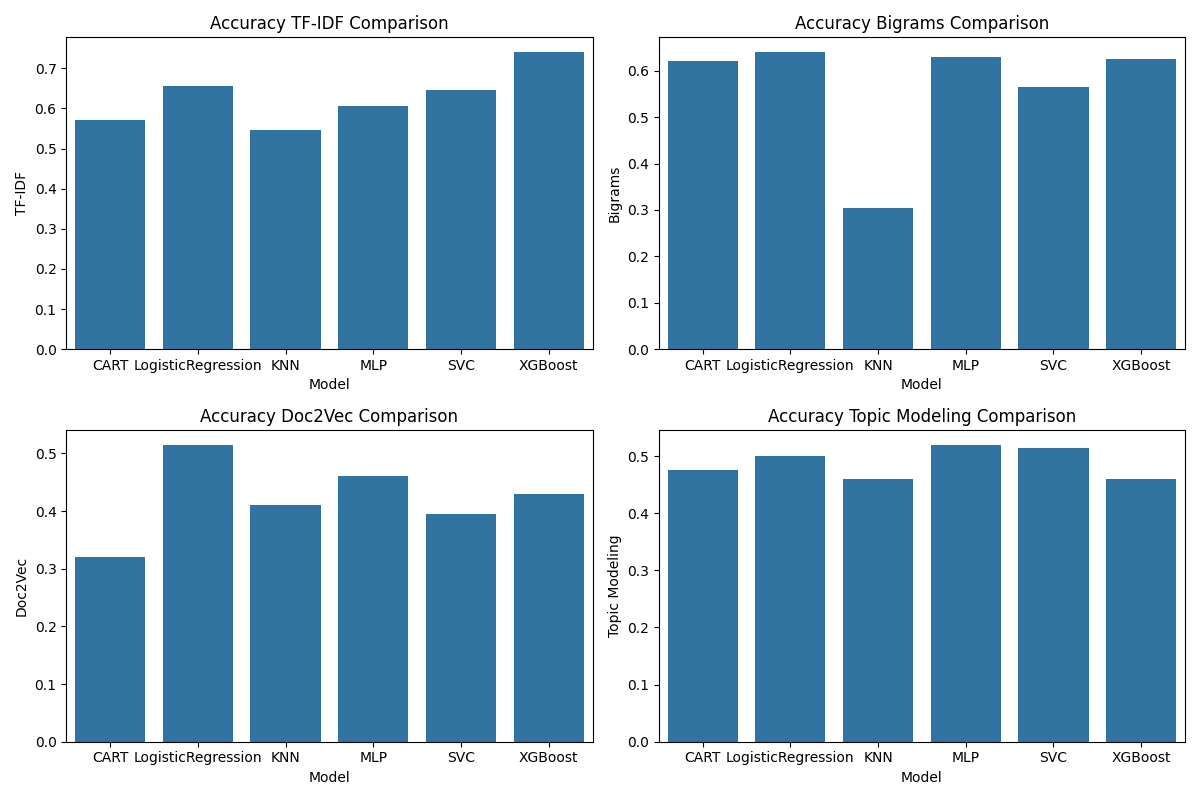 Accuracy TF-IDF Comparison
TF-IDF
0.7
0.6
0.5
0.4
0.3
0.2
0.1
0.0
CART LogisticRegression KNN MLP SVC XGBoost
Model
Accuracy Bigrams Comparison
Bigrams
0.6
0.5
0.4
0.3
0.2
0.1
0.0
CART LogisticRegression KNN MLP SVC XGBoost
Model
Accuracy Doc2Vec Comparison
Doc2Vec
0.5
0.4
0.3
0.2
0.1
0.0
CART LogisticRegression KNN MLP SVC XGBoost
Model
Accuracy Topic Modeling Comparison
Topic Modeling
0.5
0.4
0.3
0.2
0.1
0.0
CART LogisticRegression KNN MLP SVC XGBoost
Model